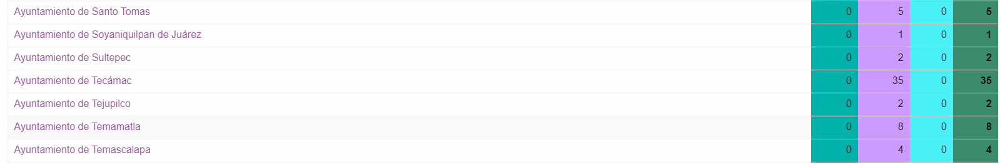 Ayuntamiento de Santo Tomas 0 5 0 5
Ayuntamiento de Soyaniquilpan de Juárez 0 1 0 1
Ayuntamiento de Sultepec 0 2 0 2
Ayuntamiento de Tecámac 0 35 0 35
Ayuntamiento de Tejupilco 0 2 0 2
Ayuntamiento de Temamatla 0 8 0 8
Ayuntamiento de Temascalapa 0 4 0 4